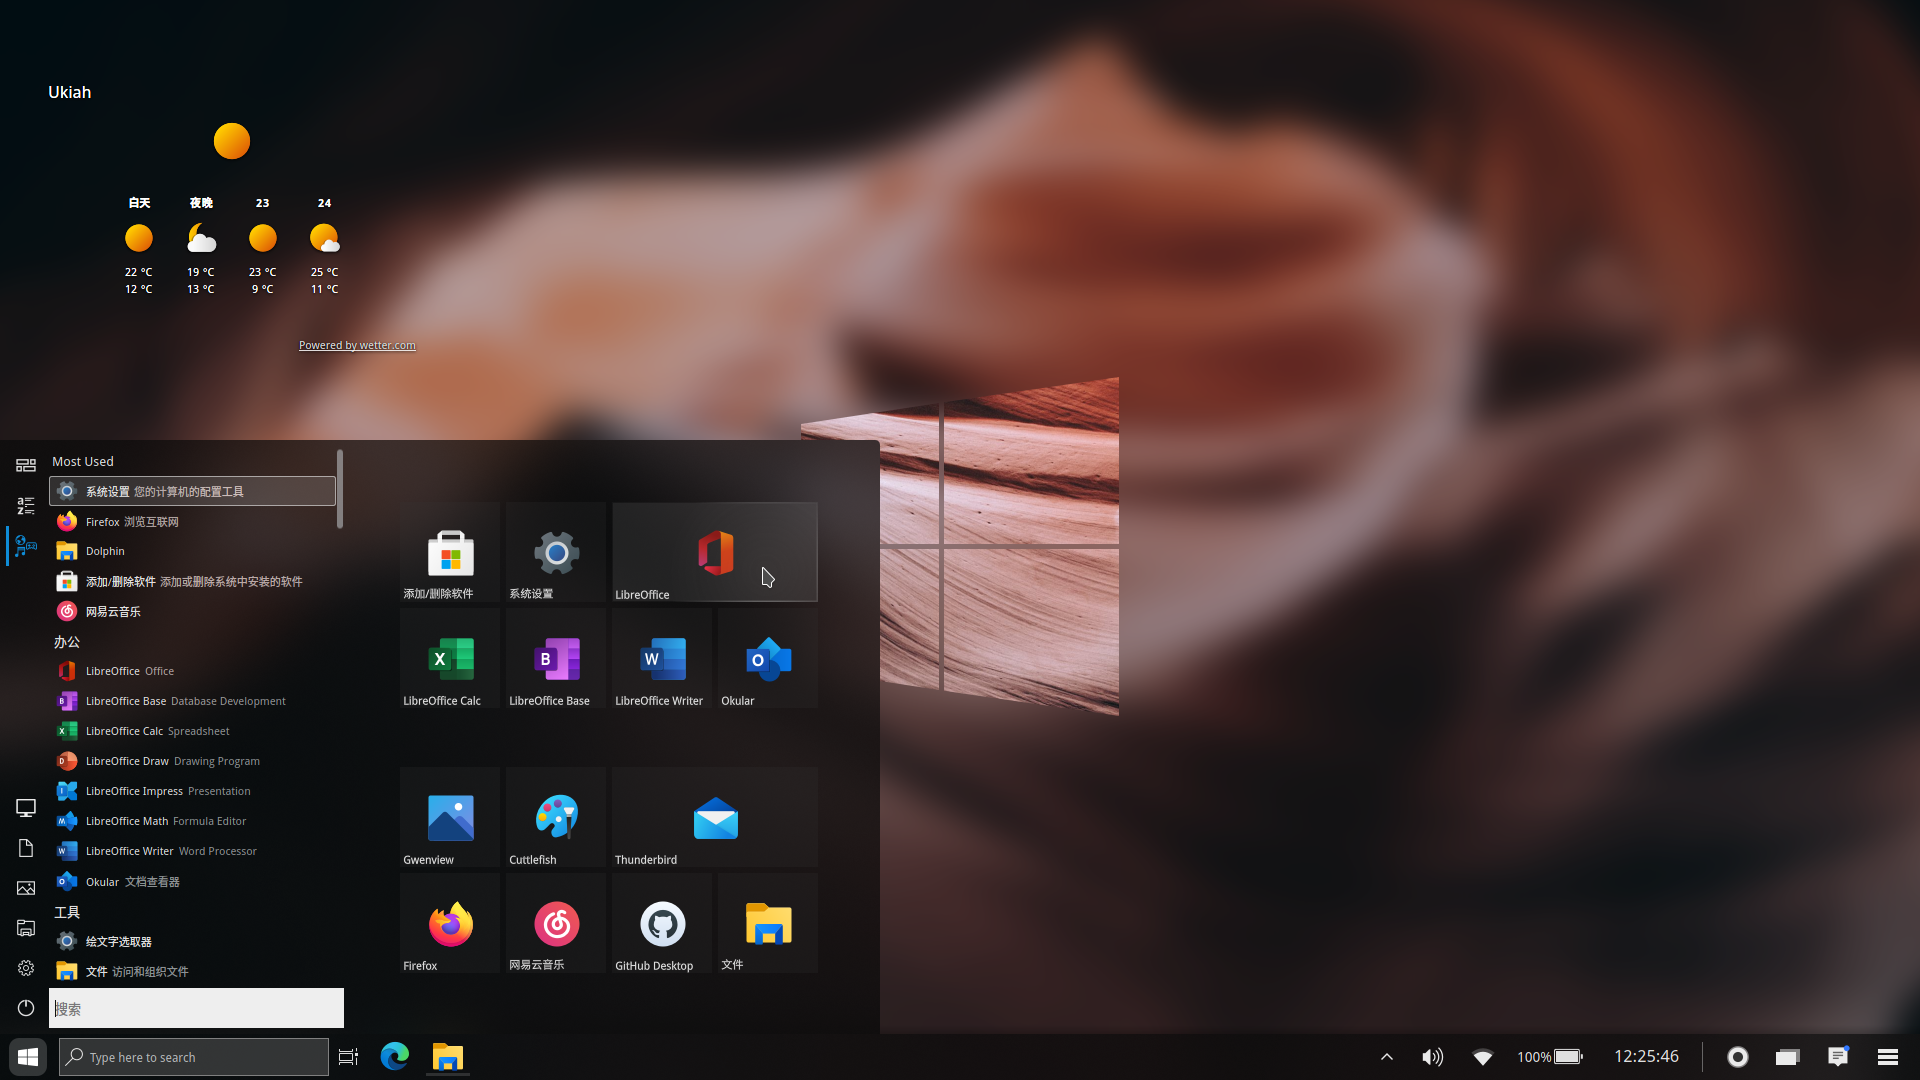 Ukiah
白天 夜晚 23 24
22 °C 19 °C 23 °C 25 °C
12 °C 13 °C 9 °C 11 °C
Powered by wetter.com
Most Used
系统设置 您的计算机的配置工具
Firefox 浏览互联网
Dolphin
添加/删除软件 添加或删除系统中安装的软件
网易云音乐
办公
LibreOffice Office
LibreOffice Base Database Development
LibreOffice Calc Spreadsheet
LibreOffice Draw Drawing Program
LibreOffice Impress Presentation
LibreOffice Math Formula Editor
LibreOffice Writer Word Processor
Okular 文档查看器
工具
绘文字选取器
文件 访问和组织文件
搜索
添加/删除软件 系统设置 LibreOffice
LibreOffice Calc LibreOffice Base LibreOffice Writer Okular
Gwenview Cuttlefish Thunderbird
Firefox 网易云音乐 GitHub Desktop 文件
Type here to search
100%
12:25:46